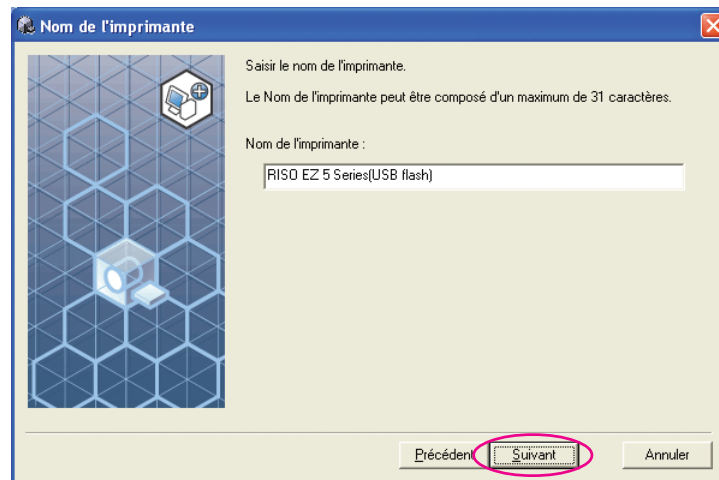 Nom de l'imprimante
Saisir le nom de l'imprimante.
Le Nom de l'imprimante peut être composé d'un maximum de 31 caractères.
Nom de l'imprimante :
RISO EZ 5 Series(USB flash)
Précédent Suivant Annuler